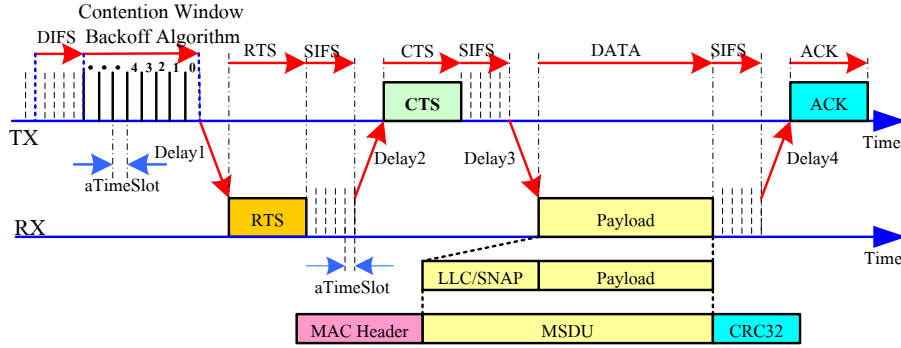 Contention Window
DIFS Backoff Algorithm RTS SIFS CTS SIFS DATA SIFS ACK
• • • 4 3 2 1 0
CTS ACK
TX Time
Delay1 Delay2 Delay3 Delay4
aTimeSlot
RTS Payload
RX Time
aTimeSlot LLC/SNAP Payload
MAC Header MSDU CRC32